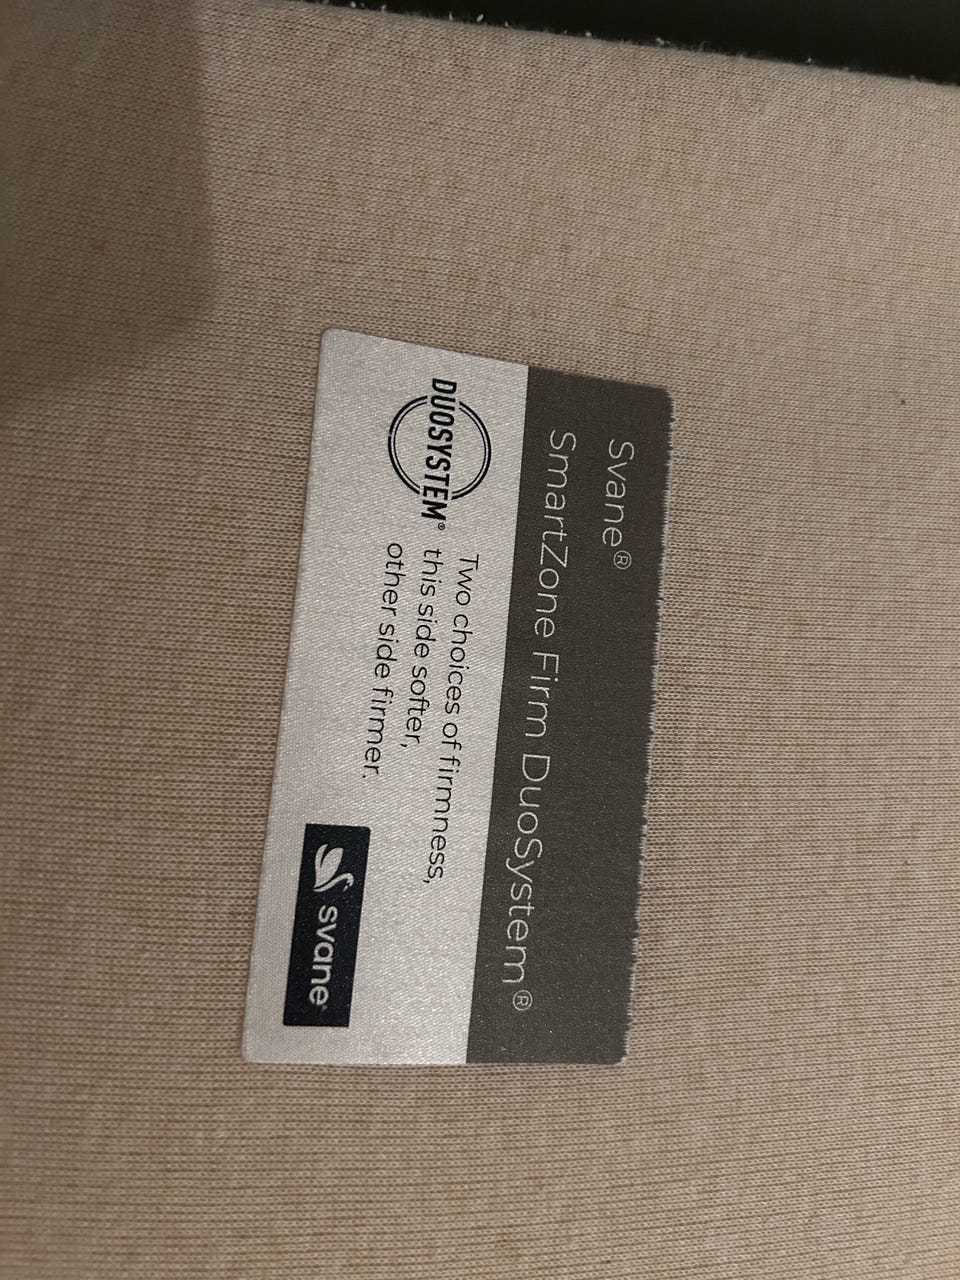 Svane®
SmartZone Firm DuoSystem®
DUOSYSTEM®
Two choices of firmness,
this side softer,
other side firmer.
svane